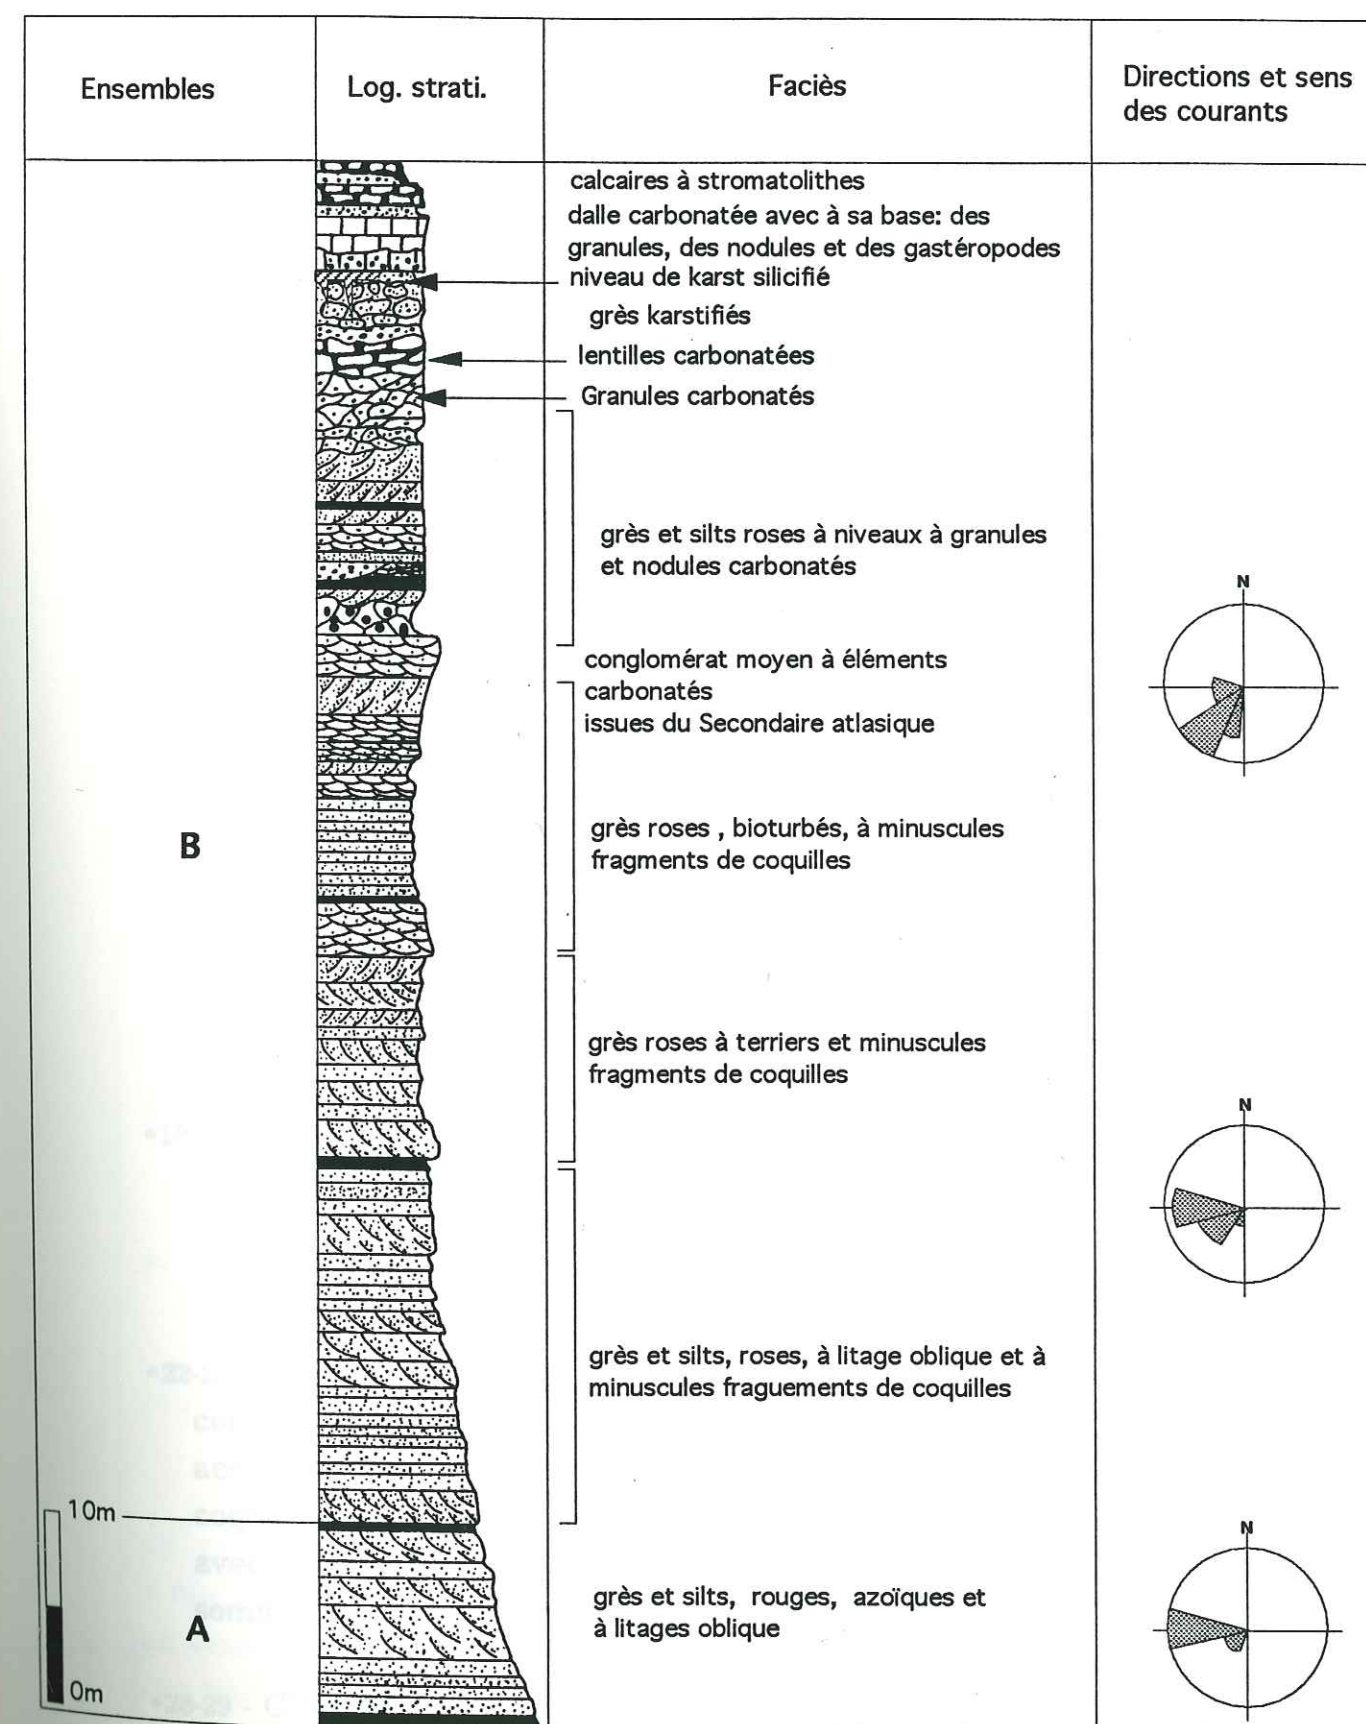 Ensembles
Log. strati.
Faciès
Directions et sens
des courants
calcaires à stromatolithes
dalle carbonatée avec à sa base: des
granules, des nodules et des gastéropodes
niveau de karst silicifié
grès karstifiés
lentilles carbonatées
Granules carbonatés
grès et silts roses à niveaux à granules
et nodules carbonatés
N
conglomérat moyen à éléments
carbonatés
issues du Secondaire atlasique
B
grès roses , bioturbés, à minuscules
fragments de coquilles
grès roses à terriers et minuscules
fragments de coquilles
N
grès et silts, roses, à litage oblique et à
minuscules fraguements de coquilles
10m
N
A
grès et silts, rouges, azoïques et
à litages oblique
0m